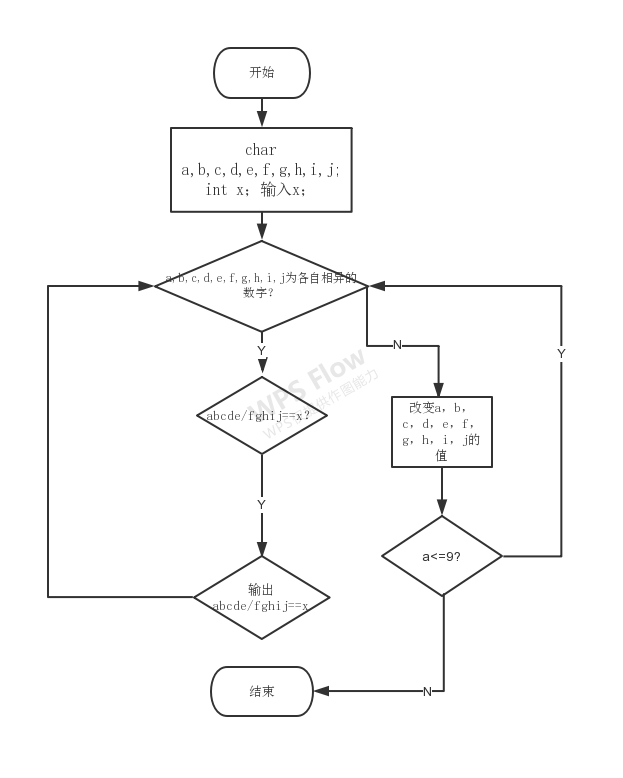 开始
char
a,b,c,d,e,f,g,h,i,j;
int x; 输入x;
a,b,c,d,e,f,g,h,i,j为各自相异的
数字?
Y
N
Y
WPS Flow
abcde/fghij==x?
改变a, b,
c, d, e, f,
g, h, i, j的
值
Y
a<=9?
输出
abcde/fghij==x
结束
N